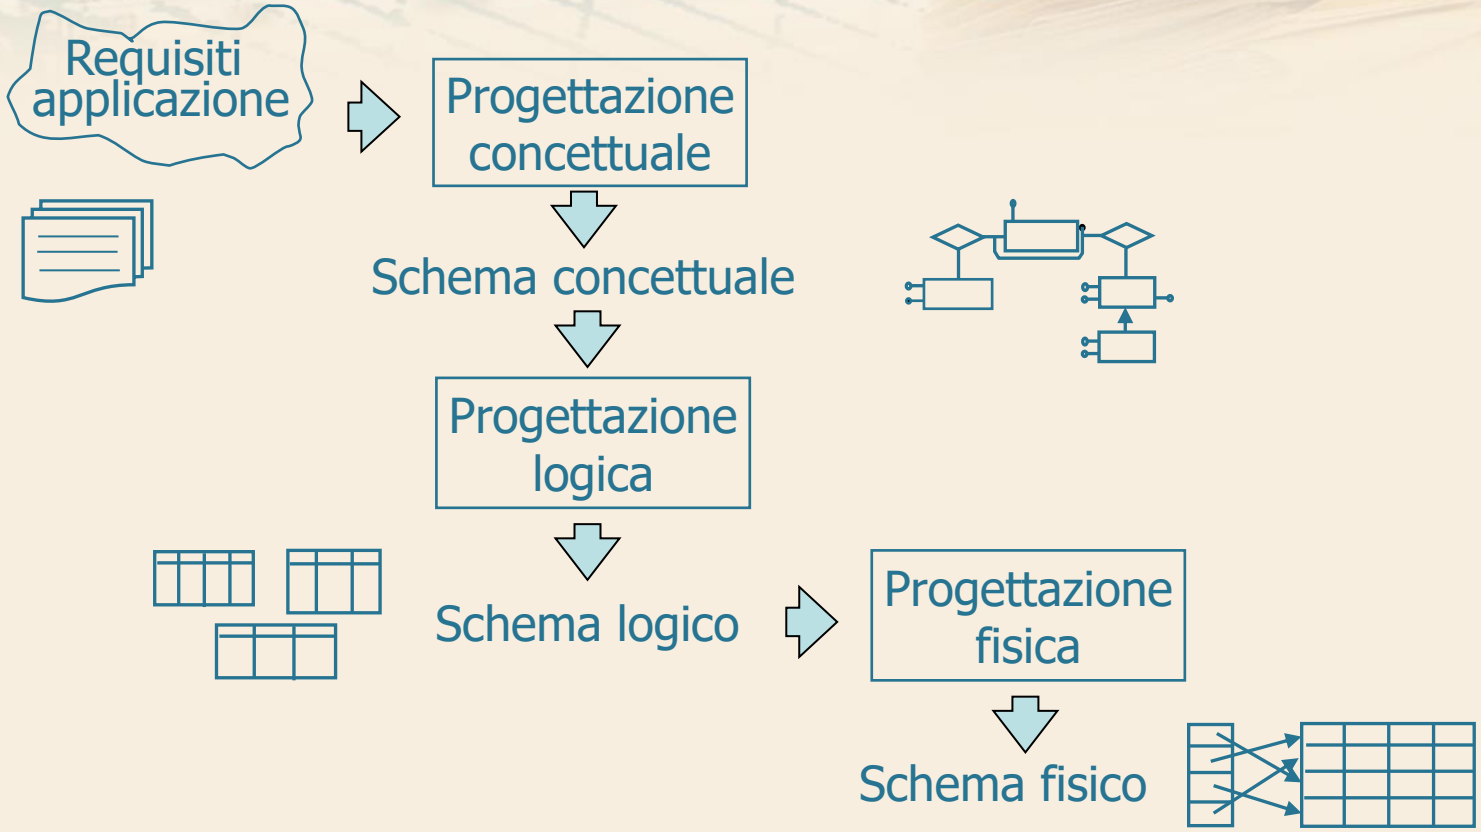 Requisiti
applicazione
Progettazione
concettuale
Schema concettuale
Progettazione
logica
Schema logico
Progettazione
fisica
Schema fisico